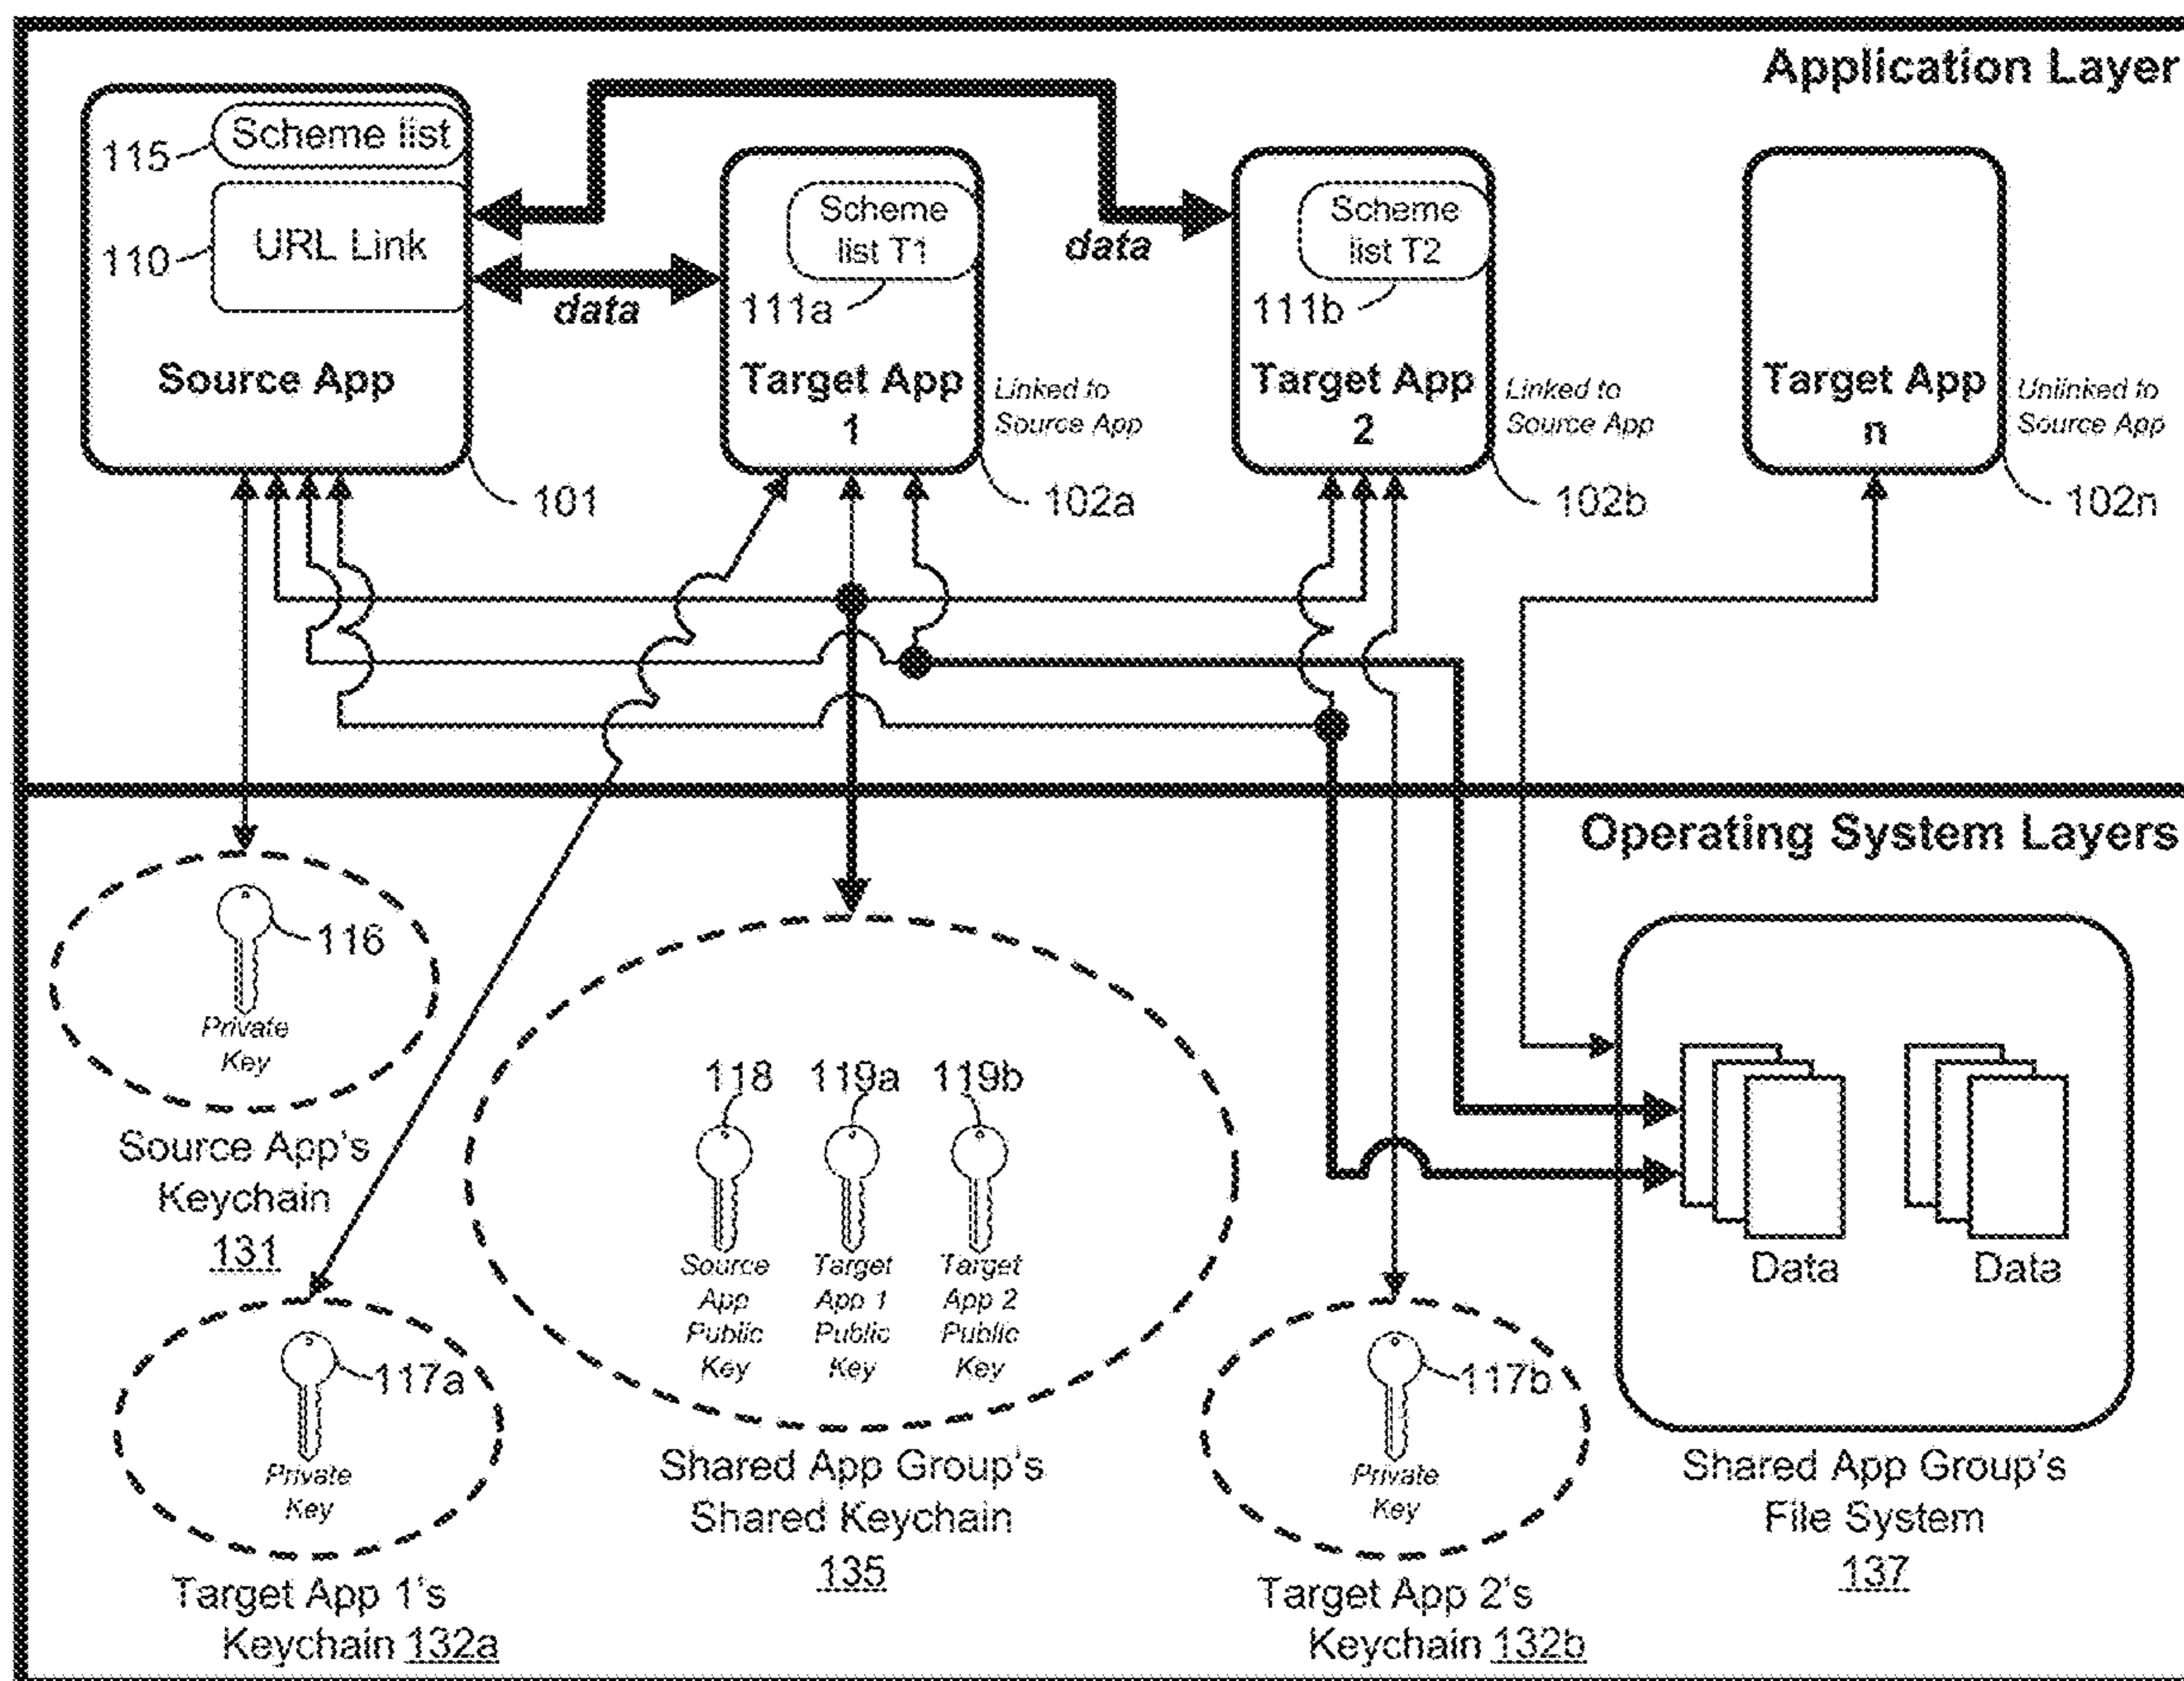 Application Layer
115
Scheme list
110
URL Link
data
Source App
101
Scheme
list T1
111a
Target App
1
Linked to
Source App
102a
data
Scheme
list T2
111b
Target App
2
Linked to
Source App
102b
Target App
n
Unlinked to
Source App
102n
Operating System Layers
116
Private
Key
Source App's
Keychain
131
117a
Private
Key
Target App 1's
Keychain 132a
118
119a
119b
Source
App
Public
Key
Target
App 1
Public
Key
Target
App 2
Public
Key
Shared App Group's
Shared Keychain
135
117b
Private
Key
Target App 2's
Keychain 132b
Data
Data
Shared App Group's
File System
137